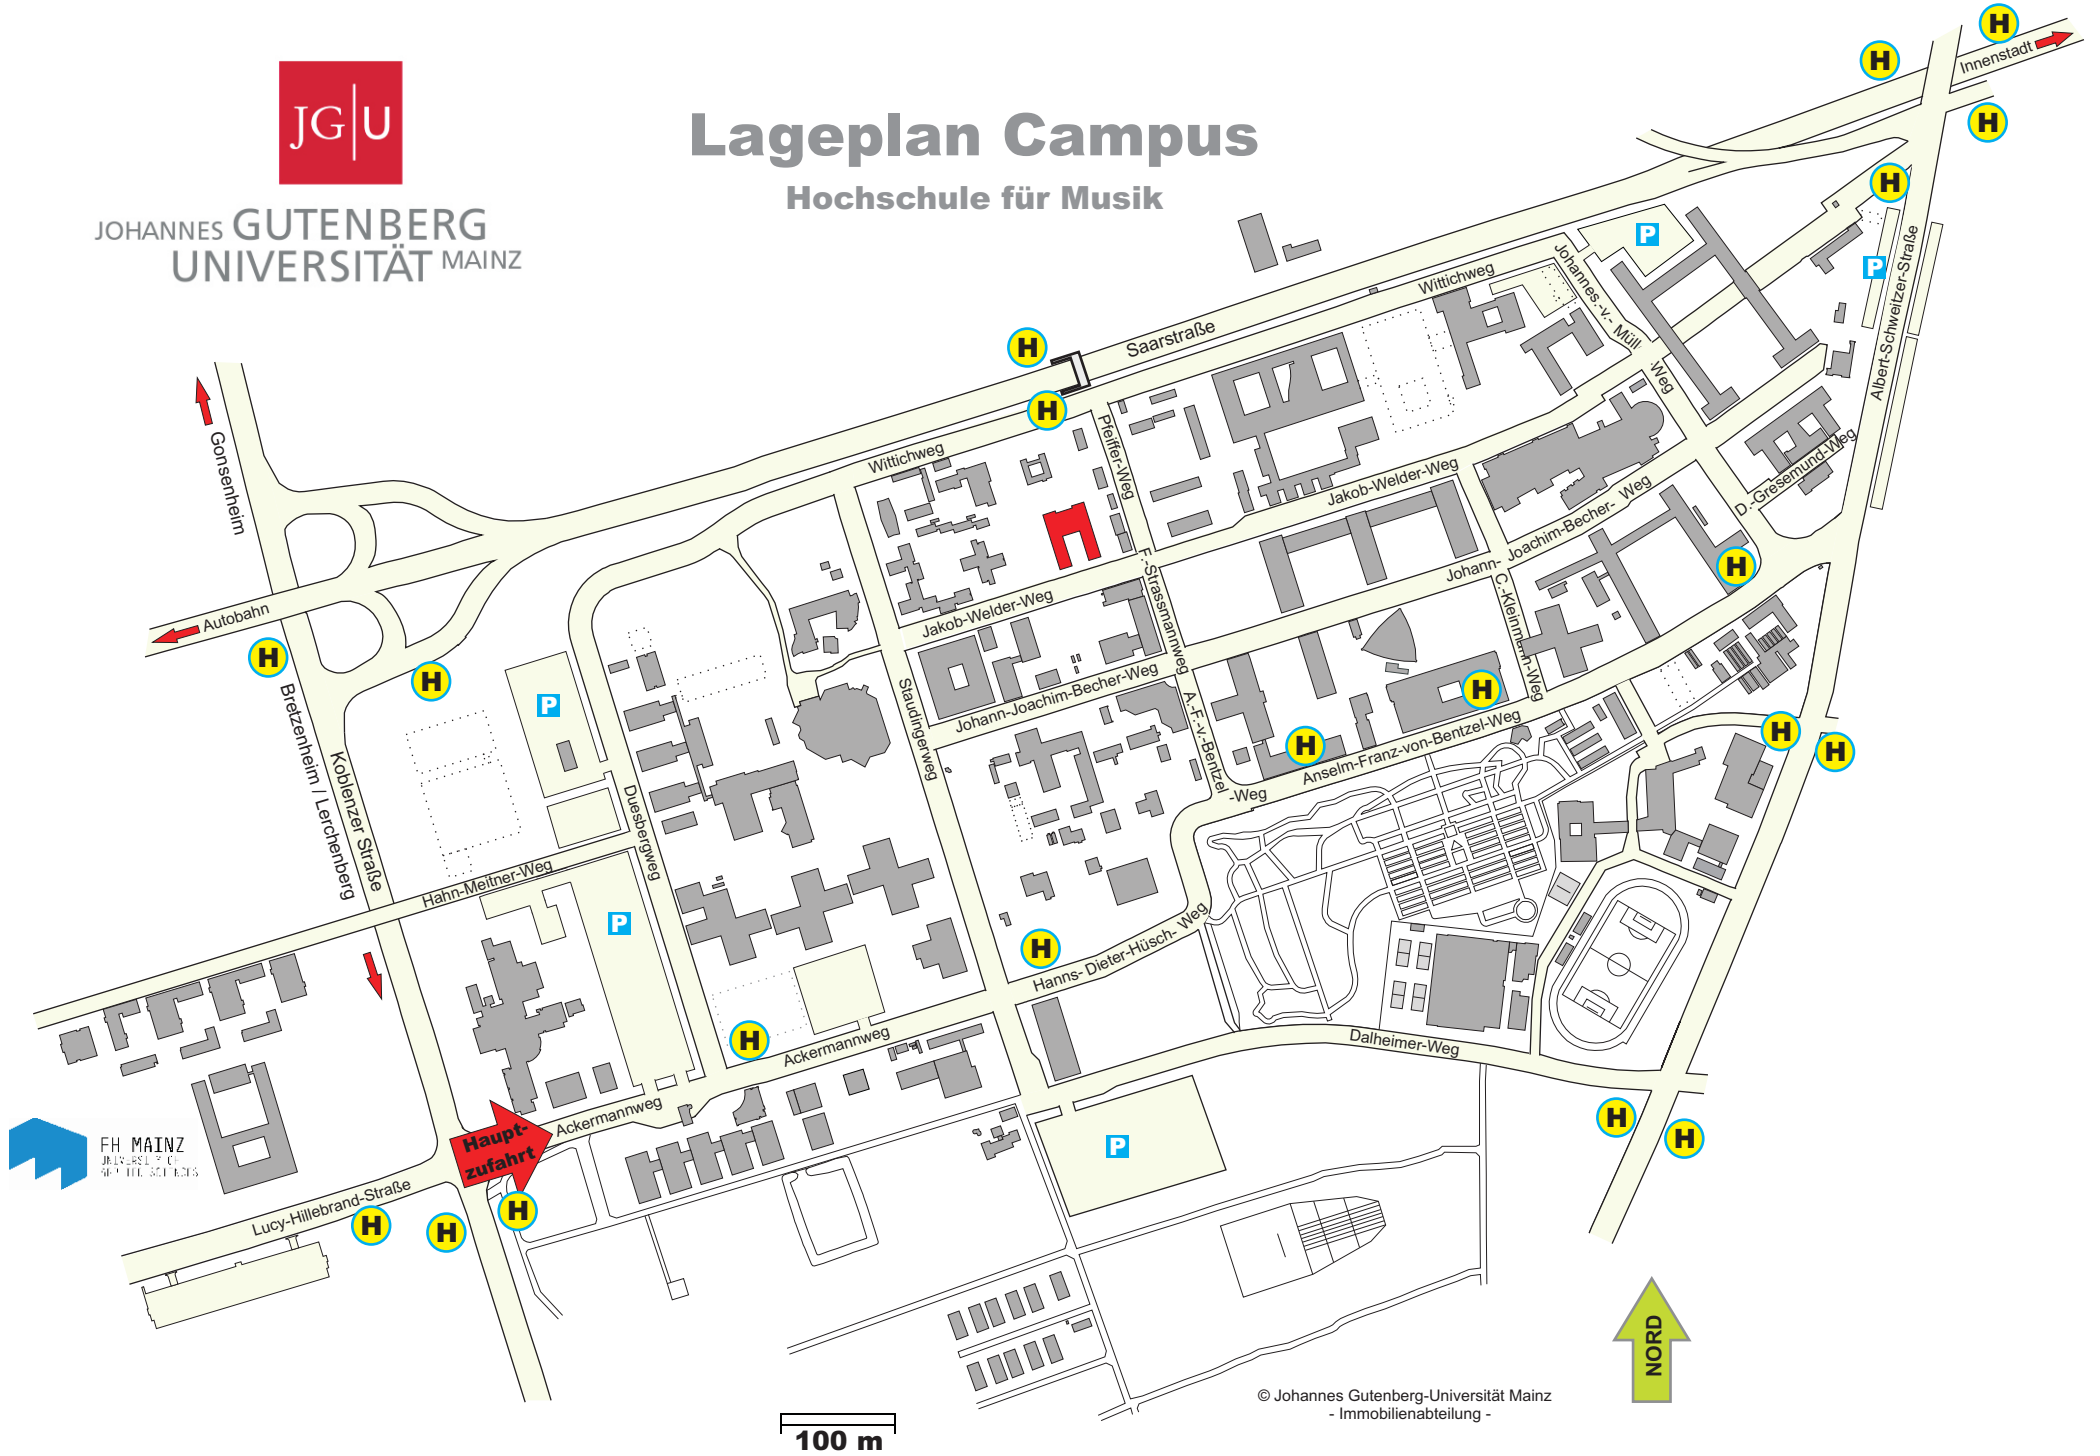 JG|U
JOHANNES GUTENBERG
UNIVERSITÄT MAINZ
Lageplan Campus
Hochschule für Musik
H
H
Innenstadt
H
H
P
P
Albert-Schweitzer-Straße
Johannes-v.- Müll
-Weg
Wittichweg
Saarstraße
H
H
Wittichweg
Pfeiffer-Weg
Gonsenheim
Autobahn
H
H
Bretzenheim / Lerchenberg
Koblenzer Straße
Jakob-Welder-Weg
Jakob-Welder-Weg
D.-Gresemund-Weg
Johann- Joachim-Becher- Weg
F.-Strassmannweg
C.-Kleinmann-Weg
H
P
Staudingerweg
Johann-Joachim-Becher-Weg
A.-F.-v.-Bentzel
-Weg
Anselm-Franz-von-Bentzel-Weg
H
H
H
H
Duesbergweg
Hahn-Meitner-Weg
P
H
Hanns- Dieter-Hüsch- Weg
H
Ackermannweg
Dalheimer-Weg
Ackermannweg
Haupt-
zufahrt
P
H
H
FH MAINZ
Lucy-Hillebrand-Straße
H
H
H
NORD
© Johannes Gutenberg-Universität Mainz
- Immobilienabteilung -
100 m